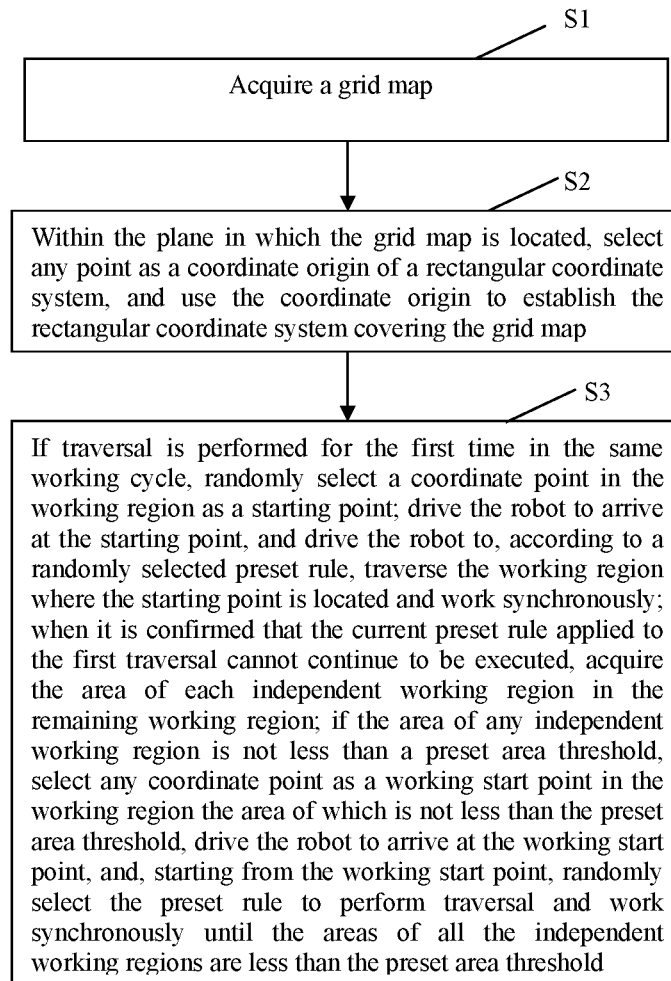 S1
Acquire a grid map
S2
Within the plane in which the grid map is located, select
any point as a coordinate origin of a rectangular coordinate
system, and use the coordinate origin to establish the
rectangular coordinate system covering the grid map
S3
If traversal is performed for the first time in the same
working cycle, randomly select a coordinate point in the
working region as a starting point; drive the robot to arrive
at the starting point, and drive the robot to, according to a
randomly selected preset rule, traverse the working region
where the starting point is located and work synchronously;
when it is confirmed that the current preset rule applied to
the first traversal cannot continue to be executed, acquire
the area of each independent working region in the
remaining working region; if the area of any independent
working region is not less than a preset area threshold,
select any coordinate point as a working start point in the
working region the area of which is not less than the preset
area threshold, drive the robot to arrive at the working start
point, and, starting from the working start point, randomly
select the preset rule to perform traversal and work
synchronously until the areas of all the independent
working regions are less than the preset area threshold